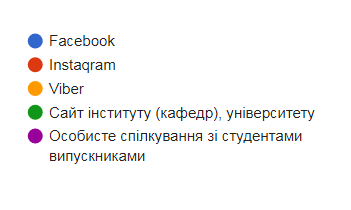 Facebook
Instaqram
Viber
Сайт інституту (кафедр), університету
Особисте спілкування зі студентами
випускниками